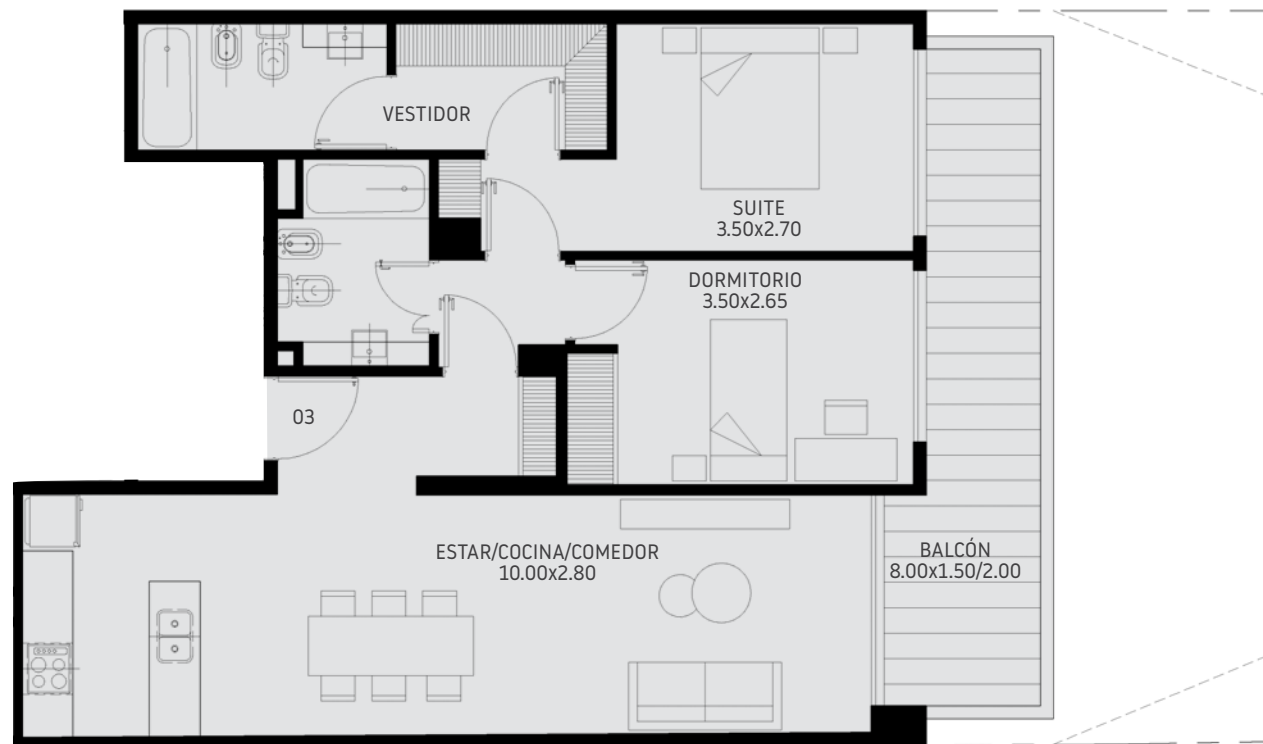 VESTIDOR
SUITE
3.50x2.70
DORMITORIO
3.50x2.65
03
ESTAR/COCINA/COMEDOR
10.00x2.80
BALCÓN
8.00x1.50/2.00